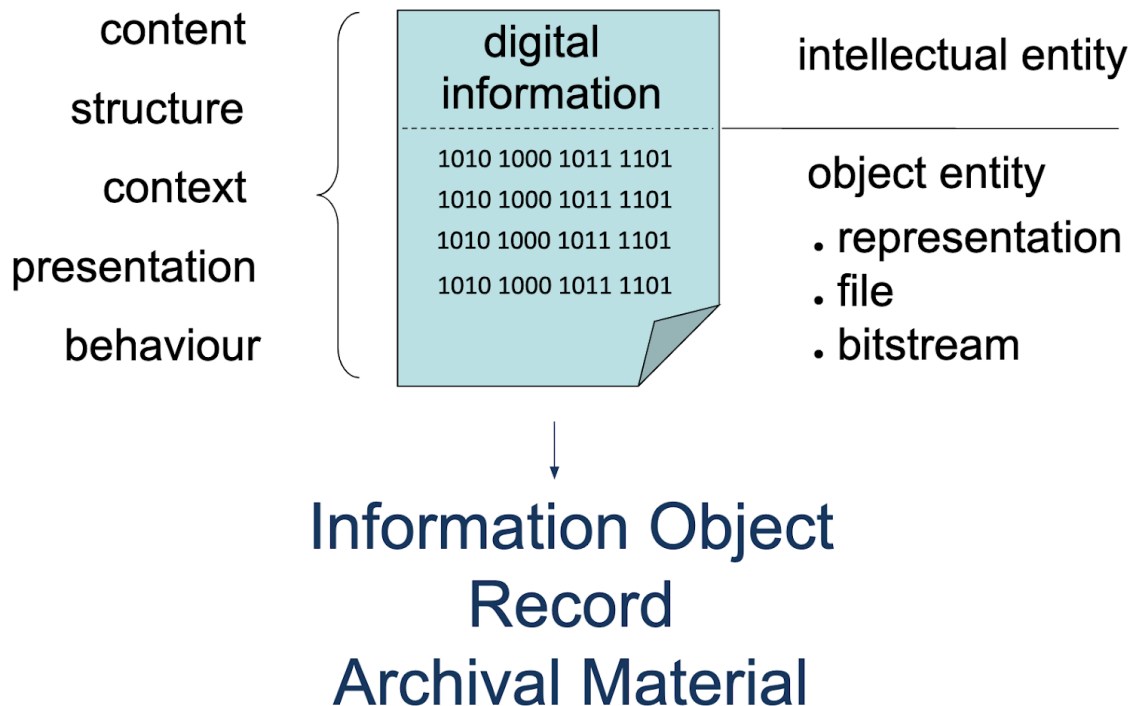 content
structure
context
presentation
behaviour
digital
information
1010 1000 1011 1101
1010 1000 1011 1101
1010 1000 1011 1101
1010 1000 1011 1101
intellectual entity
object entity
• representation
• file
• bitstream
Information Object
Record
Archival Material